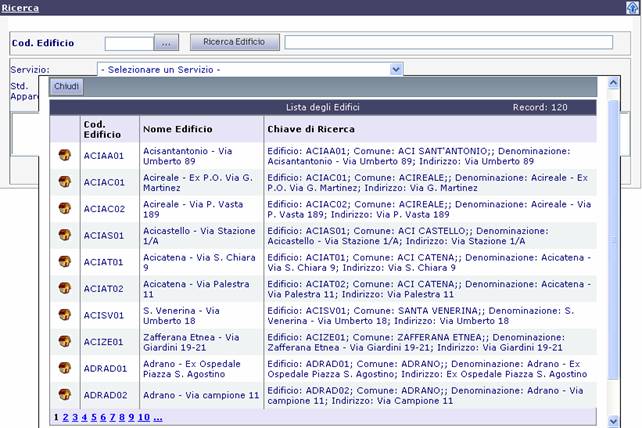 Ricerca
Cod. Edificio ... Ricerca Edificio
Servizio: - Selezionare un Servizio -
Std.
Appare
Chiudi
Lista degli Edifici Record: 120
Cod. Edificio Nome Edificio Chiave di Ricerca
ACIAA01 Acisantantonio - Via Umberto 89 Edificio: ACIAA01; Comune: ACI SANT'ANTONIO;; Denominazione: Acisantantonio - Via Umberto 89; Indirizzo: Via Umberto 89
ACIAC01 Acireale - Ex P.O. Via G. Martinez Edificio: ACIAC01; Comune: ACIREALE;; Denominazione: Acireale - Ex P.O. Via G. Martinez; Indirizzo: Via G. Martinez
ACIAC02 Acireale - Via P. Vasta 189 Edificio: ACIAC02; Comune: ACIREALE;; Denominazione: Acireale - Via P. Vasta 189; Indirizzo: Via P. Vasta 189
ACIAS01 Acicastello - Via Stazione 1/A Edificio: ACIAS01; Comune: ACI CASTELLO;; Denominazione: Acicastello - Via Stazione 1/A; Indirizzo: Via Stazione 1/A
ACIAT01 Acicatena - Via S. Chiara 9 Edificio: ACIAT01; Comune: ACI CATENA;; Denominazione: Acicatena - Via S. Chiara 9; Indirizzo: Via S. Chiara 9
ACIAT02 Acicatena - Via Palestra 11 Edificio: ACIAT02; Comune: ACI CATENA;; Denominazione: Acicatena - Via Palestra 11; Indirizzo: Via Palestra 11
ACISV01 S. Venerina - Via Umberto 18 Edificio: ACISV01; Comune: SANTA VENERINA;; Denominazione: S. Venerina - Via Umberto 18; Indirizzo: Via Umberto 18
ACIZE01 Zafferana Etnea - Via Giardini 19-21 Edificio: ACIZE01; Comune: ZAFFERANA ETNEA;; Denominazione: Zafferana Etnea - Via Giardini 19-21; Indirizzo: Via Giardini 19-21
ADRAD01 Adrano - Ex Ospedale Piazza S. Agostino Edificio: ADRAD01; Comune: ADRANO;; Denominazione: Adrano - Ex Ospedale Piazza S. Agostino; Indirizzo: Ex Ospedale Piazza S. Agostino
ADRAD02 Adrano - Via campione 11 Edificio: ADRAD02; Comune: ADRANO;; Denominazione: Adrano - Via campione 11; Indirizzo: Via Campione 11
1 2 3 4 5 6 7 8 9 10 ...